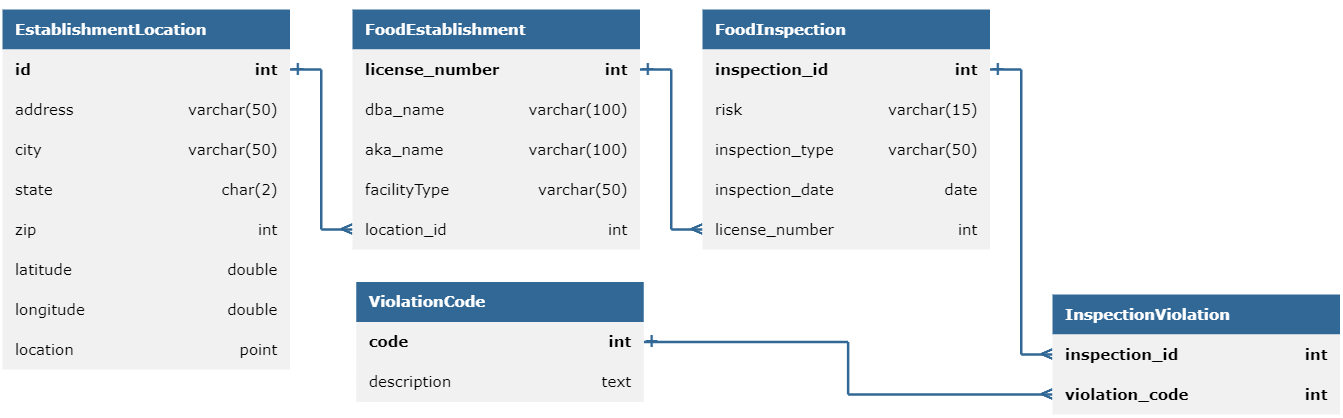 EstablishmentLocation
id int
address varchar(50)
city varchar(50)
state char(2)
zip int
latitude double
longitude double
location point
FoodEstablishment
license_number int
dba_name varchar(100)
aka_name varchar(100)
facilityType varchar(50)
location_id int
FoodInspection
inspection_id int
risk varchar(15)
inspection_type varchar(50)
inspection_date date
license_number int
ViolationCode
code int
description text
InspectionViolation
inspection_id int
violation_code int